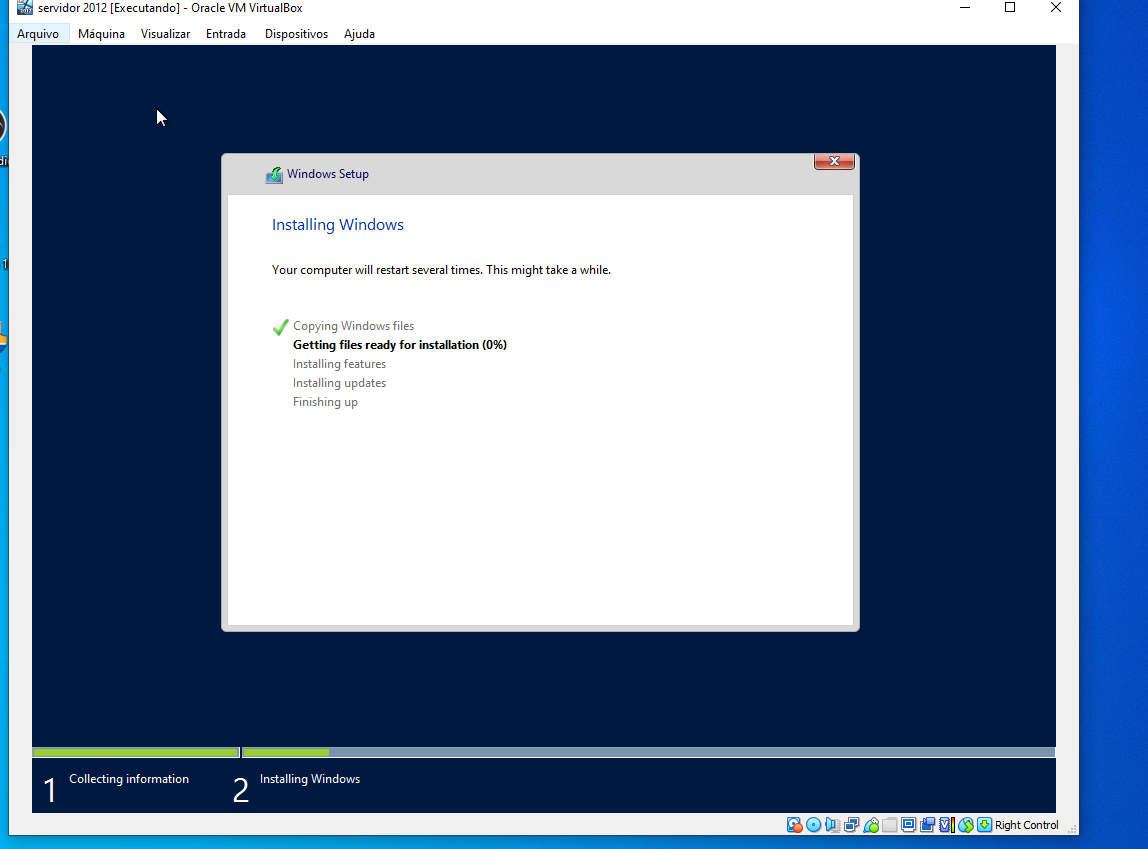 servidor 2012 [Executando] - Oracle VM VirtualBox
Arquivo Máquina Visualizar Entrada Dispositivos Ajuda
Windows Setup
Installing Windows
Your computer will restart several times. This might take a while.
Copying Windows files
Getting files ready for installation (0%)
Installing features
Installing updates
Finishing up
1 Collecting information
2 Installing Windows
Right Control